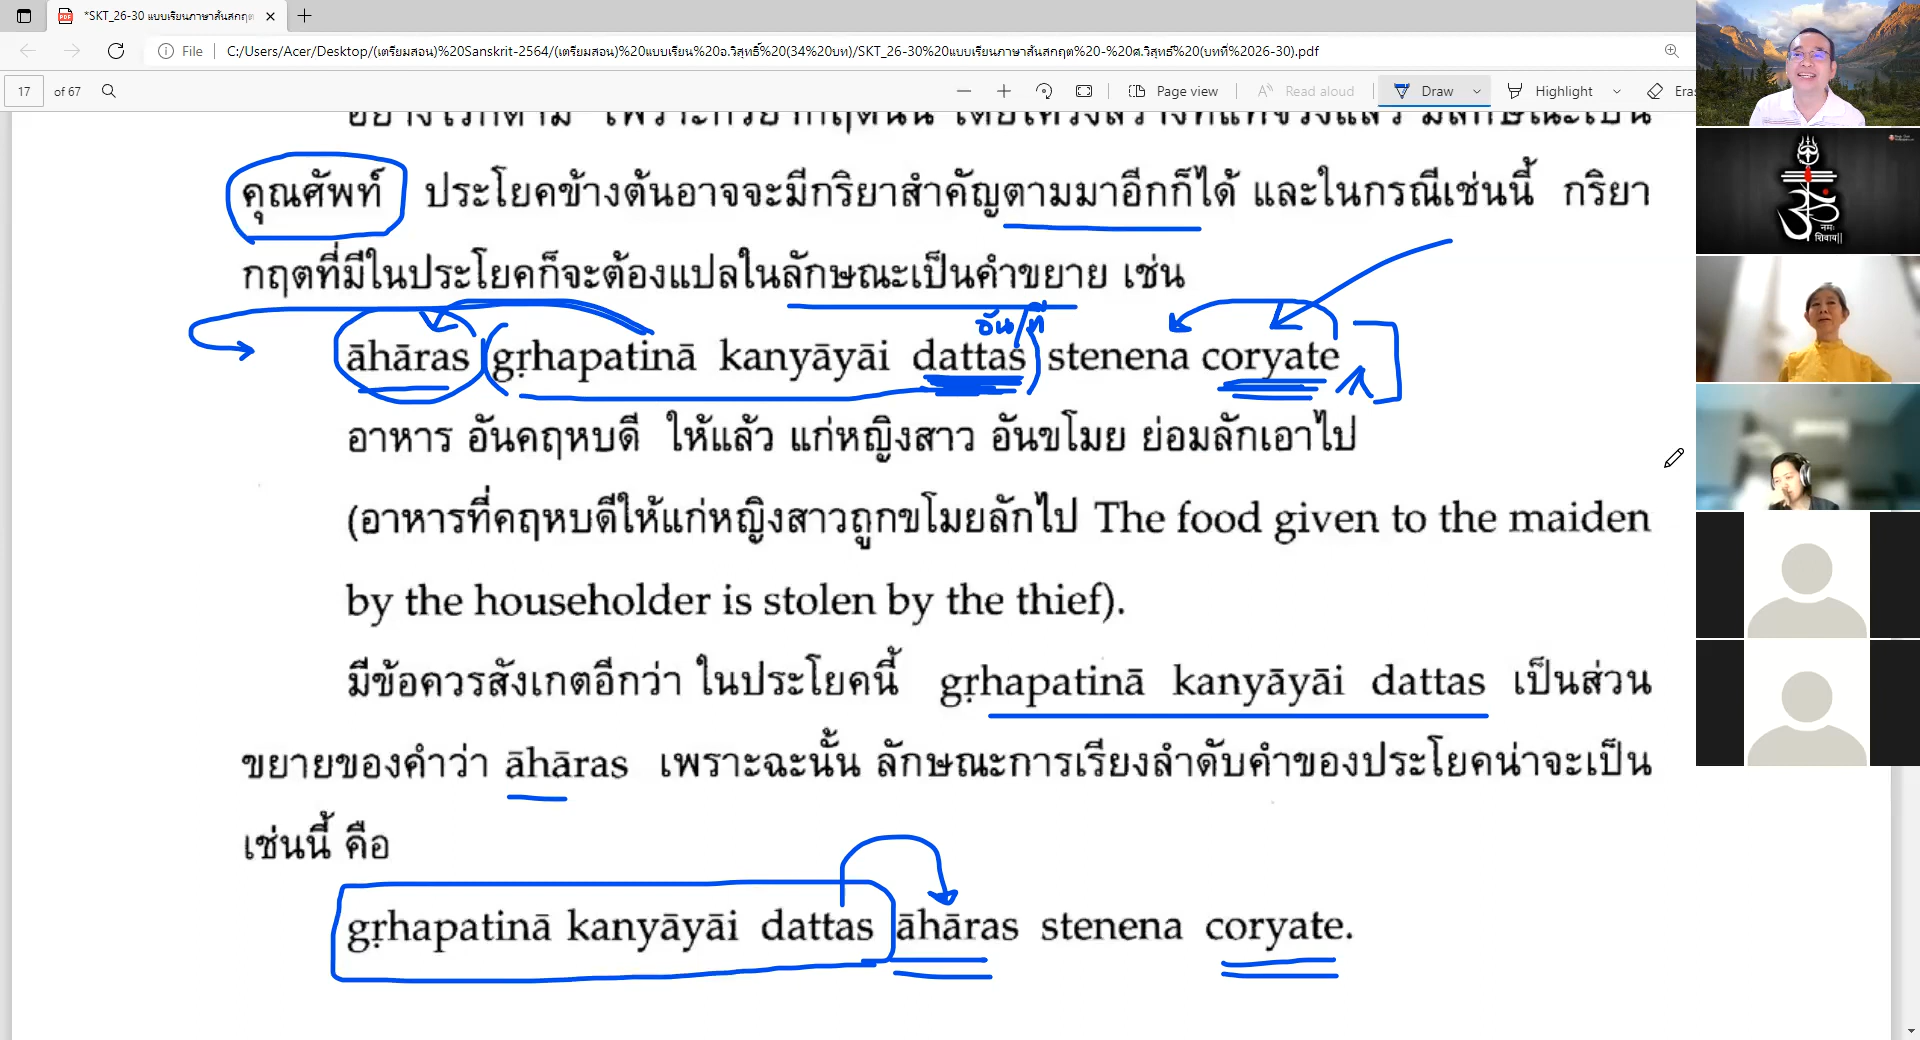 *SKT_26-30 แบบเรียนภาษาสันสกฤต
File C:/Users/Acer/Desktop/(เตรียมสอน)%20Sanskrit-2564/(เตรียมสอน)%20แบบเรียน%20อ.วิสุทธิ์%20(34%20บท)/SKT_26-30%20แบบเรียนภาษาสันสกฤต%20-%20ศ.วิสุทธ์%20(บทที่%2026-30).pdf
17 of 67 Page view Read aloud Draw Highlight Eras
คุณศัพท์ ประโยคข้างต้นอาจจะมีกริยาสำคัญตามมาอีกก็ได้ และในกรณีเช่นนี้ กริยา
กฤตที่มีในประโยคก็จะต้องแปลในลักษณะเป็นคำขยาย เช่น
อัน/ที่
āhāras gṛhapatinā kanyāyāi dattas stenena coryate
อาหาร อันคฤหบดี ให้แล้ว แก่หญิงสาว อันขโมย ย่อมลักเอาไป
(อาหารที่คฤหบดีให้แก่หญิงสาวถูกขโมยลักไป The food given to the maiden
by the householder is stolen by the thief).
มีข้อควรสังเกตอีกว่า ในประโยคนี้ gṛhapatinā kanyāyāi dattas เป็นส่วน
ขยายของคำว่า āhāras เพราะฉะนั้น ลักษณะการเรียงลำดับคำของประโยคน่าจะเป็น
เช่นนี้ คือ
gṛhapatinā kanyāyāi dattas āhāras stenena coryate.
नमः
शिवाय||